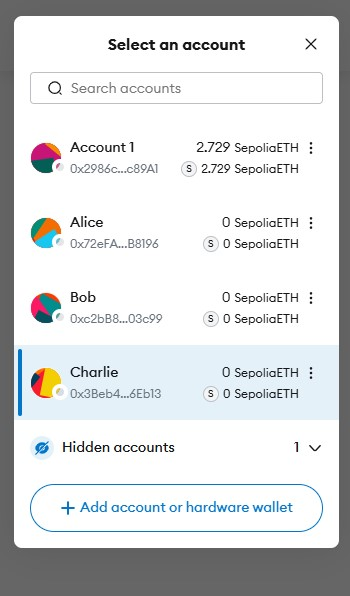 Select an account
Search accounts
Account 1 2.729 SepoliaETH
0x2986c...c89A1 S 2.729 SepoliaETH
Alice 0 SepoliaETH
0x72eFA...B8196 S 0 SepoliaETH
Bob 0 SepoliaETH
0xc2bB8...03c99 S 0 SepoliaETH
Charlie 0 SepoliaETH
0x3Beb4...6Eb13 S 0 SepoliaETH
Hidden accounts 1
+ Add account or hardware wallet